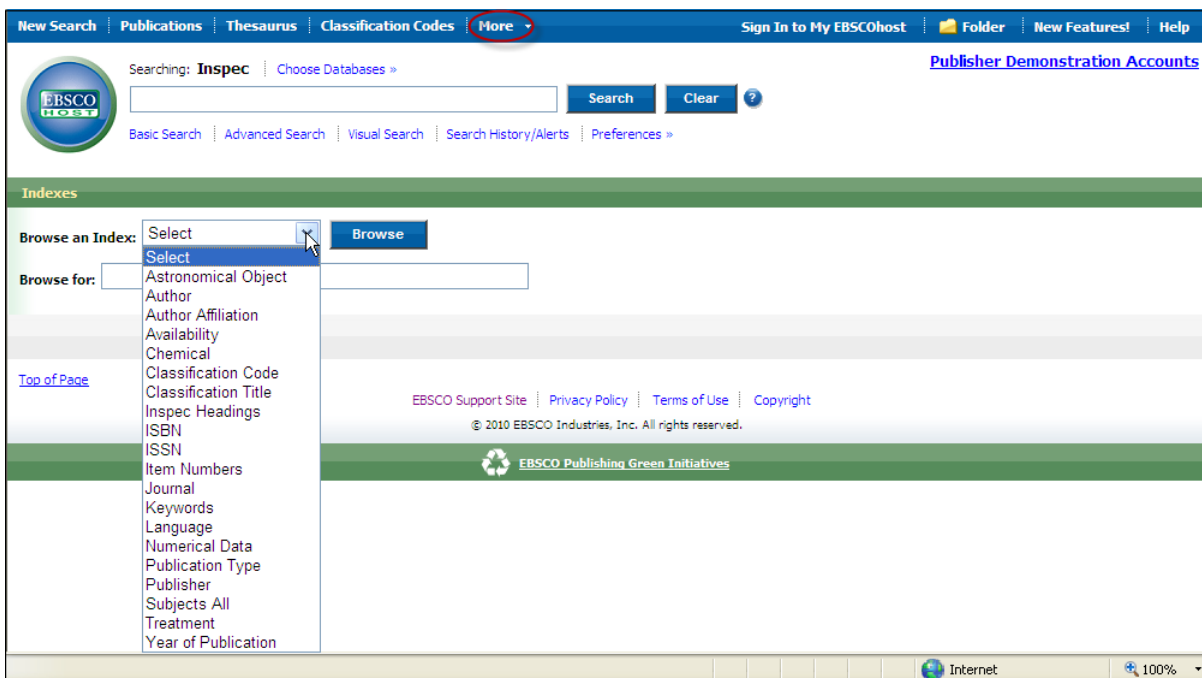 New Search Publications Thesaurus Classification Codes More Sign In to My EBSCOhost Folder New Features! Help
Publisher Demonstration Accounts
Searching: Inspec Choose Databases »
EBSCO
HOST
Search Clear ?
Basic Search Advanced Search Visual Search Search History/Alerts Preferences »
Indexes
Browse an Index: Select Browse
Browse for:
Select
Astronomical Object
Author
Author Affiliation
Availability
Chemical
Classification Code
Classification Title
Inspec Headings
ISBN
ISSN
Item Numbers
Journal
Keywords
Language
Numerical Data
Publication Type
Publisher
Subjects All
Treatment
Year of Publication
Top of Page
EBSCO Support Site Privacy Policy Terms of Use Copyright
© 2010 EBSCO Industries, Inc. All rights reserved.
EBSCO Publishing Green Initiatives
Internet 100%